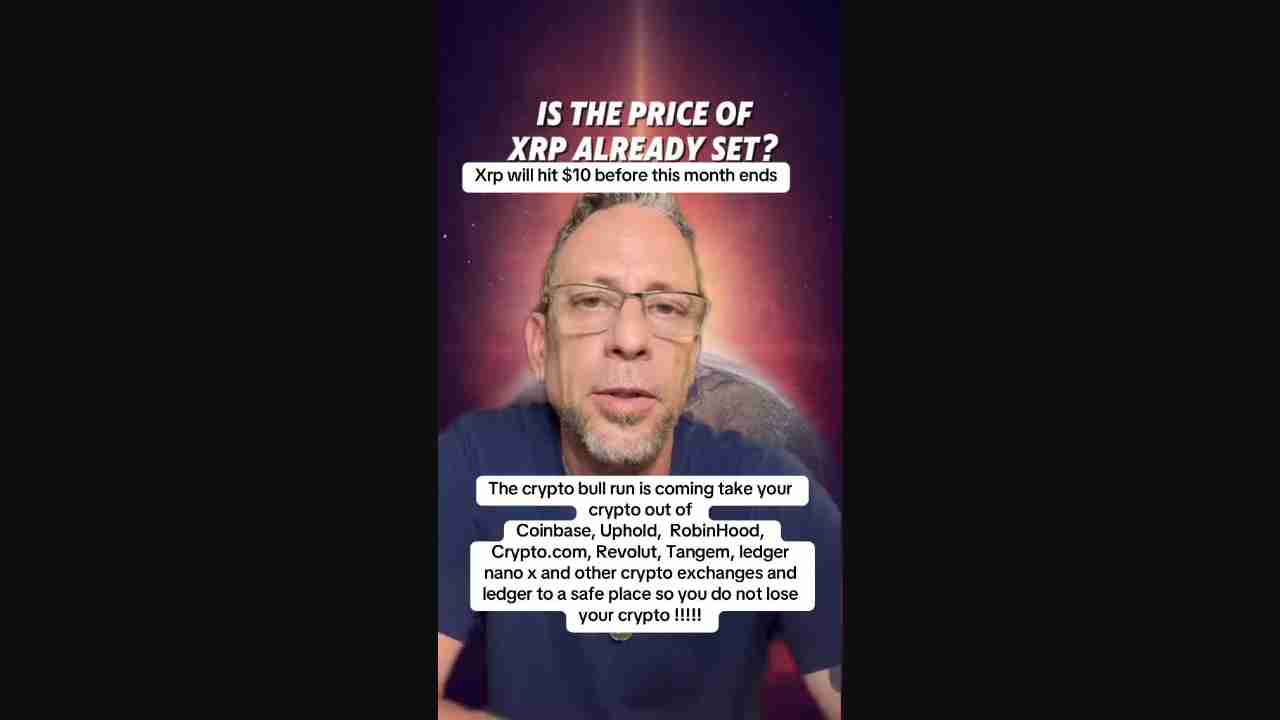 IS THE PRICE OF
XRP ALREADY SET?
Xrp will hit $10 before this month ends
The crypto bull run is coming take your
crypto out of
Coinbase, Uphold, RobinHood,
Crypto.com, Revolut, Tangem, ledger
nano x and other crypto exchanges and
ledger to a safe place so you do not lose
your crypto !!!!!